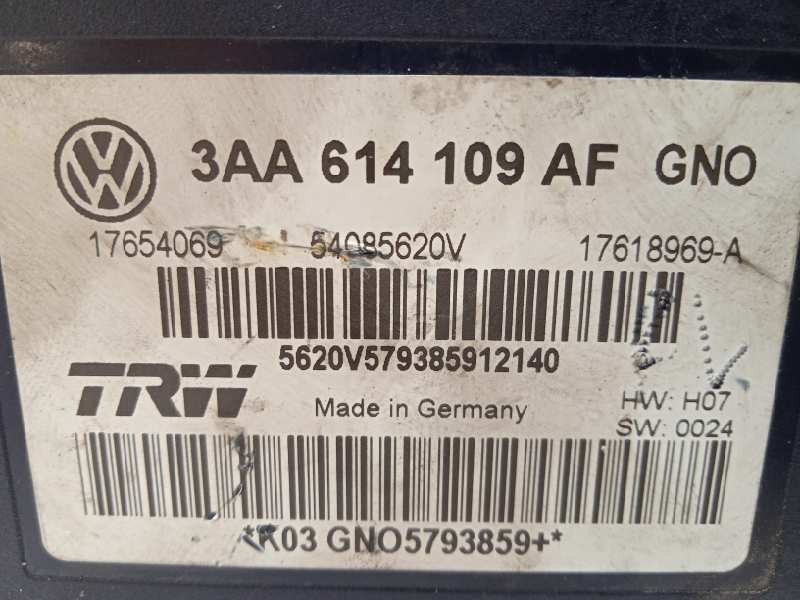 3AA 614 109 AF GNO
17654069 54085620V 17618969-A
5620V579385912140
TRW Made in Germany HW: H07
SW: 0024
*K03 GNO5793859+*